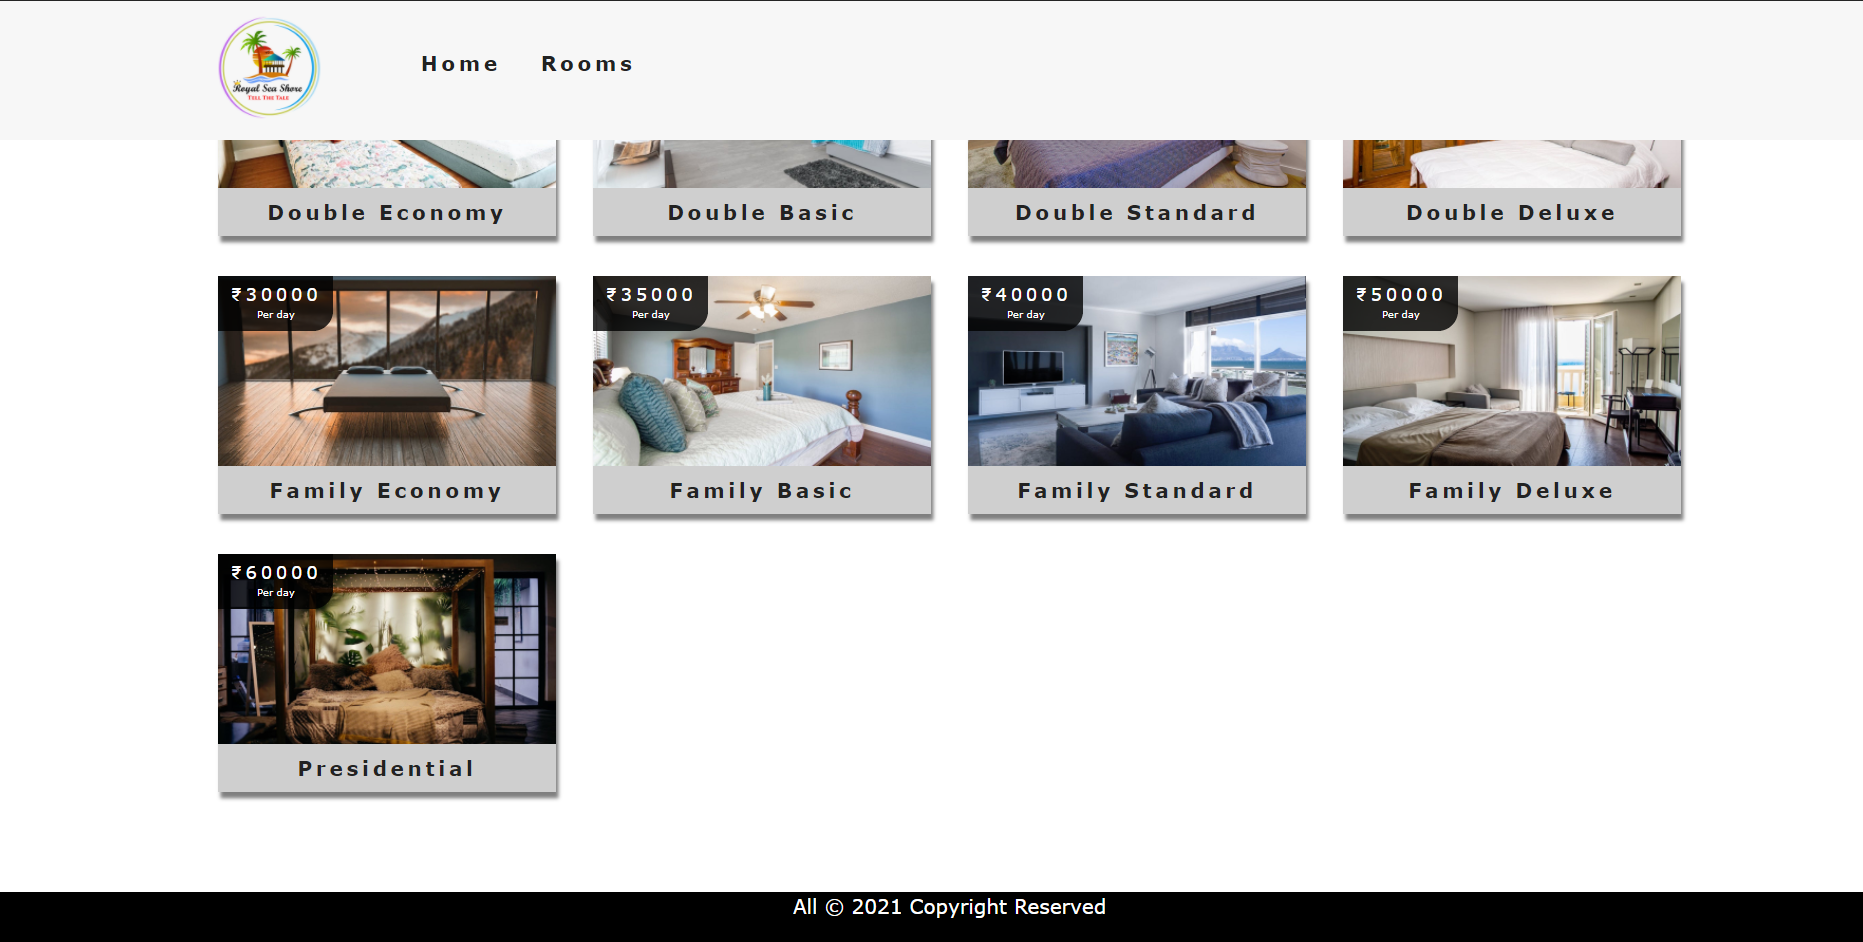 Royal Sea Shore
TELL THE TALE
Home
Rooms
Double Economy
Double Basic
Double Standard
Double Deluxe
₹30000
Per day
₹35000
Per day
₹40000
Per day
₹50000
Per day
Family Economy
Family Basic
Family Standard
Family Deluxe
₹60000
Per day
Presidential
All © 2021 Copyright Reserved